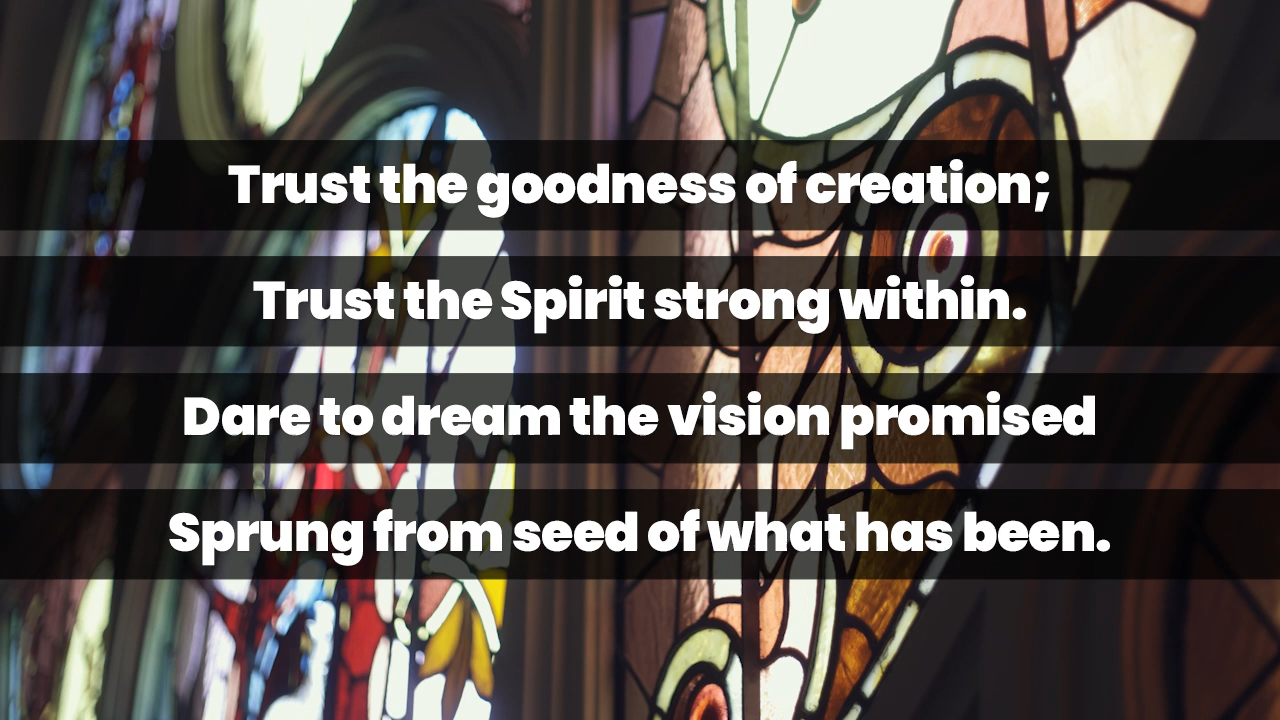 Trust the goodness of creation;
Trust the Spirit strong within.
Dare to dream the vision promised
Sprung from seed of what has been.